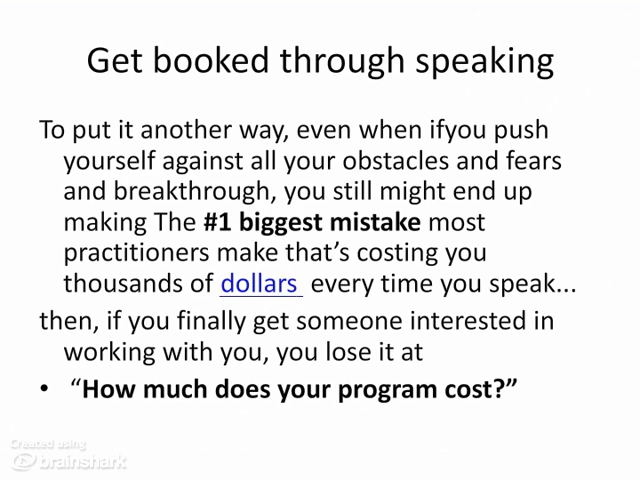 Get booked through speaking
To put it another way, even when ifyou push
yourself against all your obstacles and fears
and breakthrough, you still might end up
making The #1 biggest mistake most
practitioners make that's costing you
thousands of dollars every time you speak...
then, if you finally get someone interested in
working with you, you lose it at
• “How much does your program cost?”
Created using
brainshark